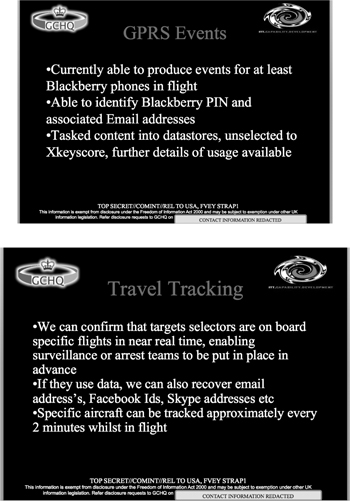 GCHQ
GPRS Events
•Currently able to produce events for at least
Blackberry phones in flight
•Able to identify Blackberry PIN and
associated Email addresses
•Tasked content into datastores, unselected to
Xkeyscore, further details of usage available
TOP SECRET//COMINT//REL TO USA, FVEY STRAP1
This information is exempt from disclosure under the Freedom of Information Act 2000 and may be subject to exemption under other UK
information legislation. Refer disclosure requests to GCHQ on
CONTACT INFORMATION REDACTED
GCHQ
Travel Tracking
•We can confirm that targets selectors are on board
specific flights in near real time, enabling
surveillance or arrest teams to be put in place in
advance
•If they use data, we can also recover email
address’s, Facebook Ids, Skype addresses etc
•Specific aircraft can be tracked approximately every
2 minutes whilst in flight
TOP SECRET//COMINT//REL TO USA, FVEY STRAP1
This information is exempt from disclosure under the Freedom of Information Act 2000 and may be subject to exemption under other UK
information legislation. Refer disclosure requests to GCHQ on
CONTACT INFORMATION REDACTED